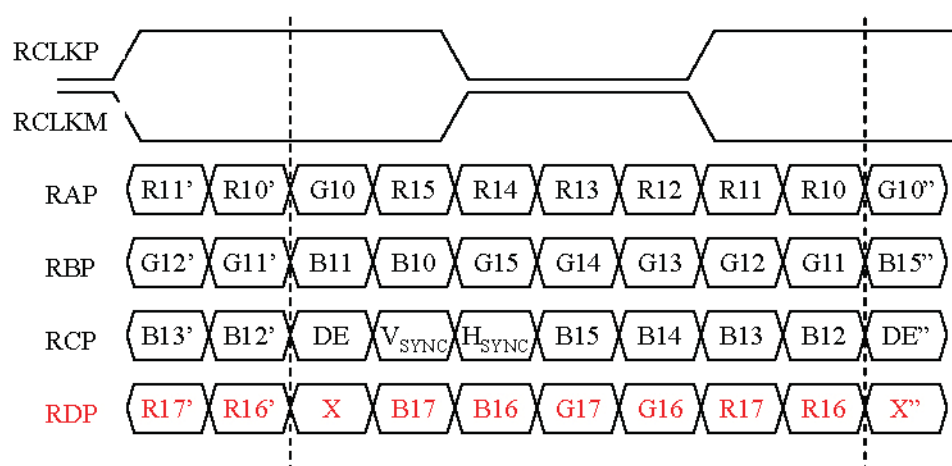 RCLKP
RCLKM
RAP R11’ R10’ G10 R15 R14 R13 R12 R11 R10 G10”
RBP G12’ G11’ B11 B10 G15 G14 G13 G12 G11 B15”
RCP B13’ B12’ DE VSYNC HSYNC B15 B14 B13 B12 DE”
RDP R17’ R16’ X B17 B16 G17 G16 R17 R16 X”